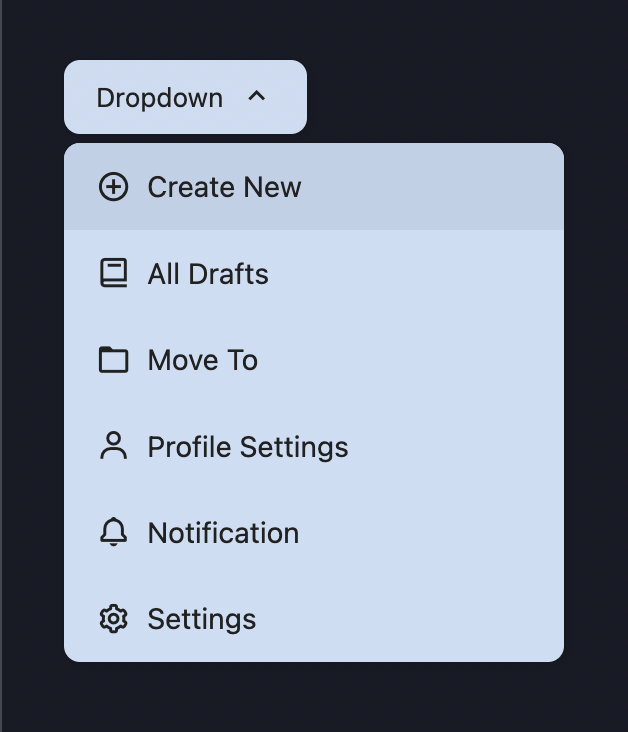 Dropdown
Create New
All Drafts
Move To
Profile Settings
Notification
Settings